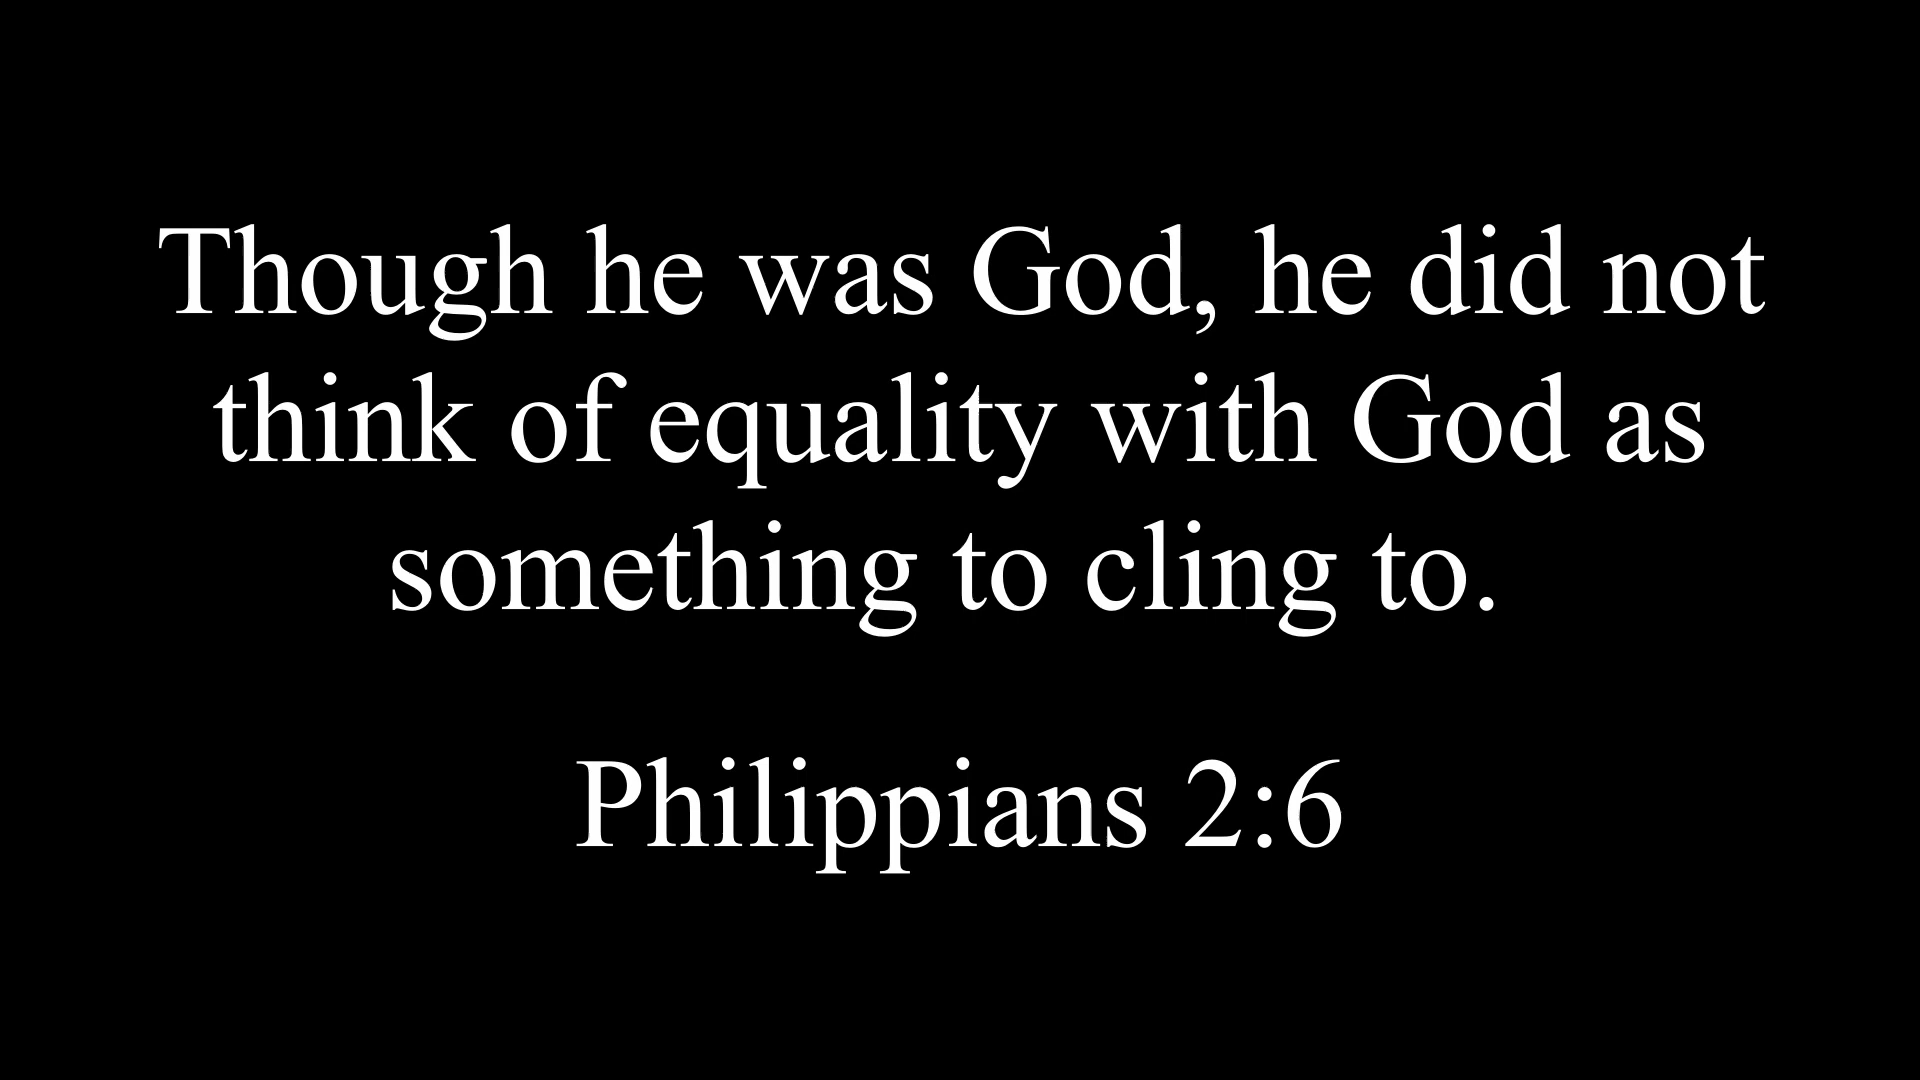 Though he was God, he did not
think of equality with God as
something to cling to.
Philippians 2:6